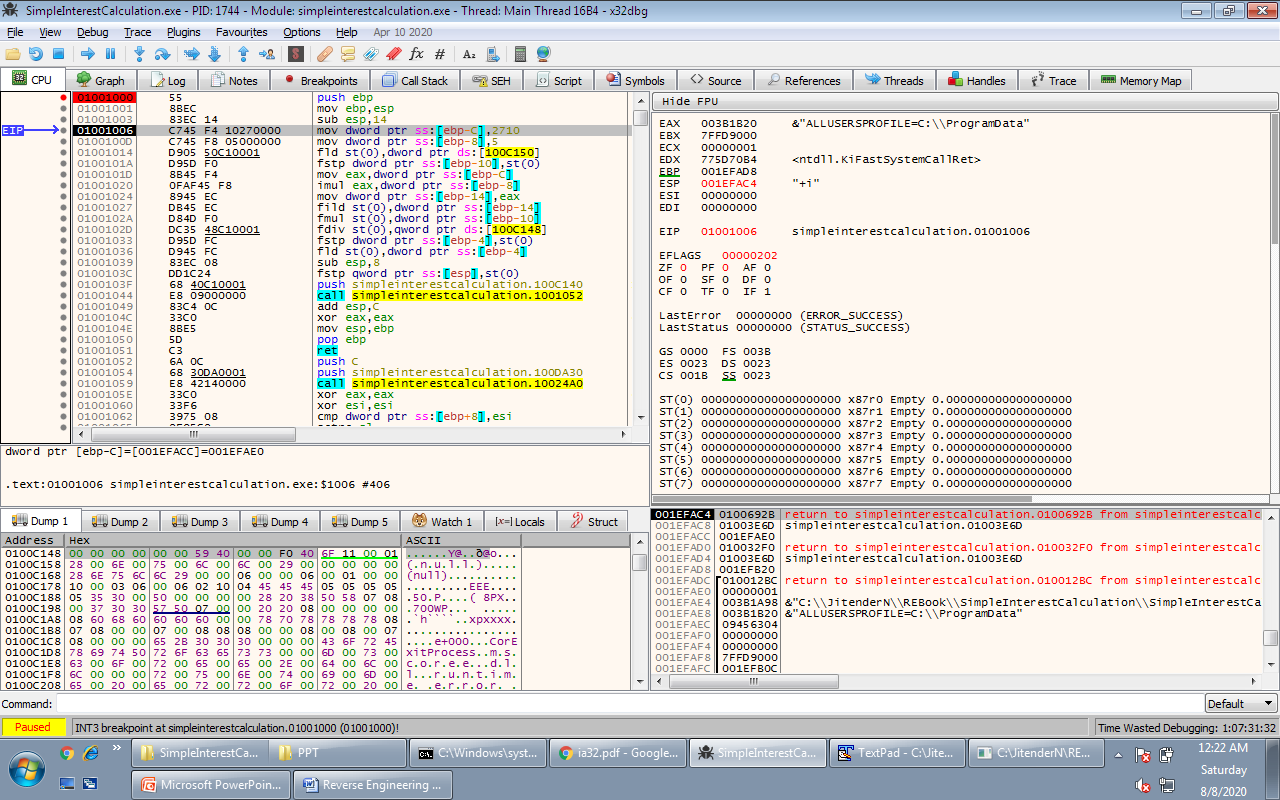 SimpleInterestCalculation.exe - PID: 1744 - Module: simpleinterestcalculation.exe - Thread: Main Thread 16B4 - x32dbg
File View Debug Trace Plugins Favourites Options Help Apr 10 2020
CPU Graph Log Notes Breakpoints Call Stack SEH Script Symbols Source References Threads Handles Trace Memory Map
EIP
01001000 55 push ebp
01001001 8BEC mov ebp,esp
01001003 83EC 14 sub esp,14
01001006 C745 F4 10270000 mov dword ptr ss:[ebp-C],2710
0100100D C745 F8 05000000 mov dword ptr ss:[ebp-8],5
01001014 D905 50C10001 fld st(0),dword ptr ds:[100C150]
0100101A D95D F0 fstp dword ptr ss:[ebp-10],st(0)
0100101D 8B45 F4 mov eax,dword ptr ss:[ebp-C]
01001020 0FAF45 F8 imul eax,dword ptr ss:[ebp-8]
01001024 8945 EC mov dword ptr ss:[ebp-14],eax
01001027 DB45 EC fild st(0),dword ptr ss:[ebp-14]
0100102A D84D F0 fmul st(0),dword ptr ss:[ebp-10]
0100102D DC35 48C10001 fdiv st(0),qword ptr ds:[100C148]
01001033 D95D FC fstp dword ptr ss:[ebp-4],st(0)
01001036 D945 FC fld st(0),dword ptr ss:[ebp-4]
01001039 83EC 08 sub esp,8
0100103C DD1C24 fstp qword ptr ss:[esp],st(0)
0100103F 68 40C10001 push simpleinterestcalculation.100C140
01001044 E8 09000000 call simpleinterestcalculation.1001052
01001049 83C4 0C add esp,C
0100104C 33C0 xor eax,eax
0100104E 8BE5 mov esp,ebp
01001050 5D pop ebp
01001051 C3 ret
01001052 6A 0C push C
01001054 68 30DA0001 push simpleinterestcalculation.100DA30
01001059 E8 42140000 call simpleinterestcalculation.10024A0
0100105E 33C0 xor eax,eax
01001060 33F6 xor esi,esi
01001062 3975 08 cmp dword ptr ss:[ebp+8],esi
dword ptr [ebp-C]=[001EFACC]=001EFAE0
.text:01001006 simpleinterestcalculation.exe:$1006 #406
Hide FPU
EAX 003B1B20 &"ALLUSERSPROFILE=C:\\ProgramData"
EBX 7FFD9000
ECX 00000001
EDX 775D70B4 <ntdll.KiFastSystemCallRet>
EBP 001EFAD8
ESP 001EFAC4 "+i"
ESI 00000000
EDI 00000000
EIP 01001006 simpleinterestcalculation.01001006
EFLAGS 00000202
ZF 0 PF 0 AF 0
OF 0 SF 0 DF 0
CF 0 TF 0 IF 1
LastError 00000000 (ERROR_SUCCESS)
LastStatus 00000000 (STATUS_SUCCESS)
GS 0000 FS 003B
ES 0023 DS 0023
CS 001B SS 0023
ST(0) 00000000000000000000 x87r0 Empty 0.000000000000000000
ST(1) 00000000000000000000 x87r1 Empty 0.000000000000000000
ST(2) 00000000000000000000 x87r2 Empty 0.000000000000000000
ST(3) 00000000000000000000 x87r3 Empty 0.000000000000000000
ST(4) 00000000000000000000 x87r4 Empty 0.000000000000000000
ST(5) 00000000000000000000 x87r5 Empty 0.000000000000000000
ST(6) 00000000000000000000 x87r6 Empty 0.000000000000000000
ST(7) 00000000000000000000 x87r7 Empty 0.000000000000000000
Dump 1 Dump 2 Dump 3 Dump 4 Dump 5 Watch 1 Locals Struct
Address Hex ASCII
0100C148 00 00 00 00 00 00 59 40 00 00 F0 40 6F 11 00 01 ......Y@..ð@o...
0100C158 28 00 6E 00 75 00 6C 00 6C 00 29 00 00 00 00 00 (.n.u.l.l.).....
0100C168 28 6E 75 6C 6C 29 00 00 06 00 00 06 00 01 00 00 (null)..........
0100C178 10 00 03 06 00 06 02 10 04 45 45 45 05 05 05 05 .........EEE....
0100C188 05 35 30 00 50 00 00 00 00 28 20 38 50 58 07 08 .50.P....( 8PX..
0100C198 00 37 30 30 57 50 07 00 00 20 20 08 00 00 00 00 .700WP... .....
0100C1A8 08 60 68 60 60 60 60 00 00 78 70 78 78 78 78 08 .`h````..xpxxxx.
0100C1B8 07 08 00 00 07 00 08 08 08 00 00 08 00 08 00 07 ................
0100C1C8 08 00 00 00 65 2B 30 30 30 00 00 00 43 6F 72 45 ....e+000...CorE
0100C1D8 78 69 74 50 72 6F 63 65 73 73 00 00 6D 00 73 00 xitProcess..m.s.
0100C1E8 63 00 6F 00 72 00 65 00 65 00 2E 00 64 00 6C 00 c.o.r.e.e...d.l.
0100C1F8 6C 00 00 00 72 00 75 00 6E 00 74 00 69 00 6D 00 l...r.u.n.t.i.m.
0100C208 65 00 20 00 65 00 72 00 72 00 6F 00 72 00 20 00 e. .e.r.r.o.r. .
001EFAC4 0100692B return to simpleinterestcalculation.0100692B from simpleinterestcalc
001EFAC8 01003E6D simpleinterestcalculation.01003E6D
001EFACC 001EFAE0
001EFAD0 010032F0 return to simpleinterestcalculation.010032F0 from simpleinterestcalc
001EFAD4 01003E6D simpleinterestcalculation.01003E6D
001EFAD8 001EFB20
001EFADC 010012BC return to simpleinterestcalculation.010012BC from simpleinterestcalc
001EFAE0 00000001
001EFAE4 003B1A98 &"C:\\JitenderN\\REBook\\SimpleInterestCalculation\\SimpleInterestCa
001EFAE8 003B1B20 &"ALLUSERSPROFILE=C:\\ProgramData"
001EFAEC 09456304
001EFAF0 00000000
001EFAF4 00000000
001EFAF8 7FFD9000
001EFAFC 001EFB0C
Command: Default
Paused INT3 breakpoint at simpleinterestcalculation.01001000 (01001000)! Time Wasted Debugging: 1:07:31:32
SimpleInterestCa... PPT C:\Windows\syst... ia32.pdf - Google... SimpleInterestCa... TextPad - C:\Jite... C:\JitenderN\RE...
Microsoft PowerPoin... Reverse Engineering ...
12:22 AM
Saturday
8/8/2020